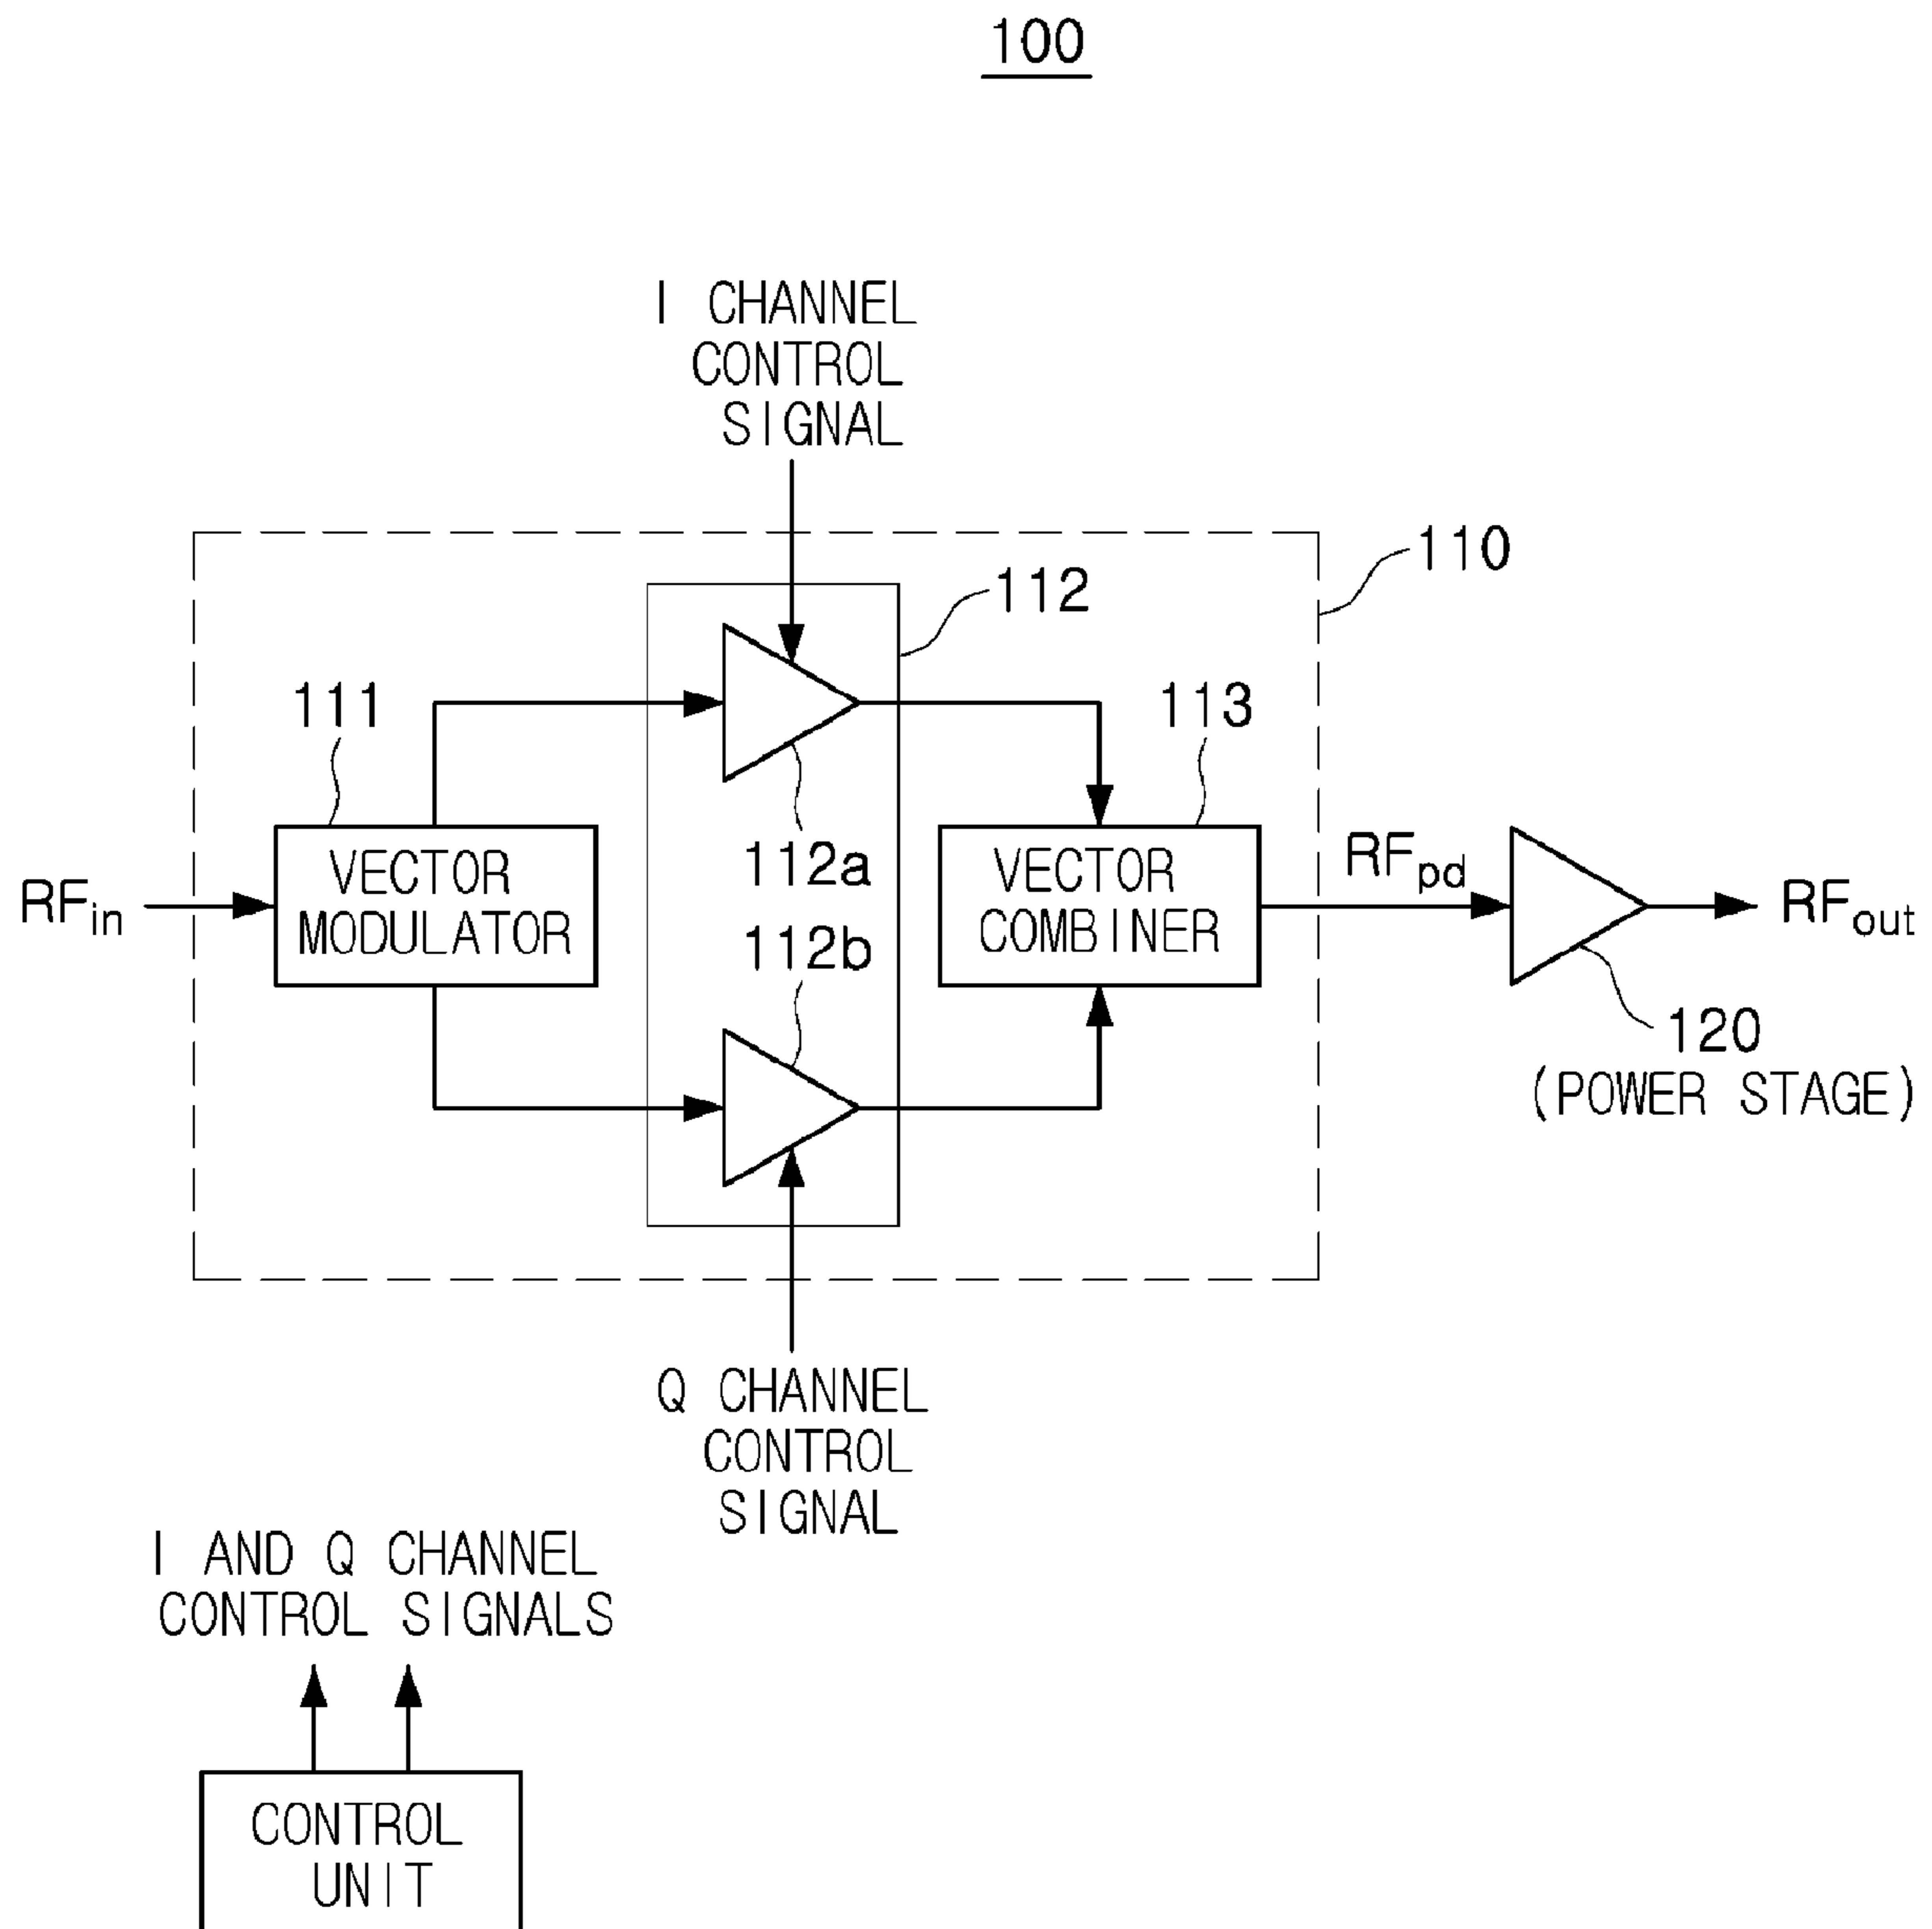 100
I CHANNEL
CONTROL
SIGNAL
110
112
111
113
112a
VECTOR
MODULATOR
VECTOR
COMBINER
RFin
RFpd
RFout
112b
120
(POWER STAGE)
Q CHANNEL
CONTROL
SIGNAL
I AND Q CHANNEL
CONTROL SIGNALS
CONTROL
UNIT